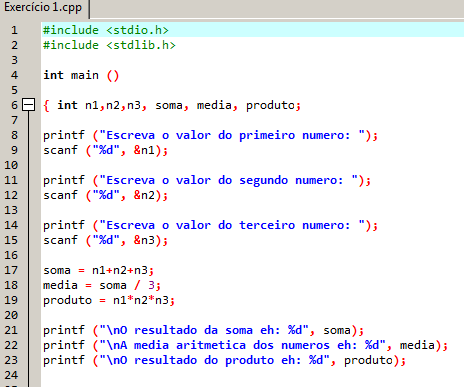 Exercício 1.cpp
1 #include <stdio.h>
2 #include <stdlib.h>
3
4 int main ()
5
6 { int n1,n2,n3, soma, media, produto;
7
8 printf ("Escreva o valor do primeiro numero: ");
9 scanf ("%d", &n1);
10
11 printf ("Escreva o valor do segundo numero: ");
12 scanf ("%d", &n2);
13
14 printf ("Escreva o valor do terceiro numero: ");
15 scanf ("%d", &n3);
16
17 soma = n1+n2+n3;
18 media = soma / 3;
19 produto = n1*n2*n3;
20
21 printf ("\nO resultado da soma eh: %d", soma);
22 printf ("\nA media aritmetica dos numeros eh: %d", media);
23 printf ("\nO resultado do produto eh: %d", produto);
24
25